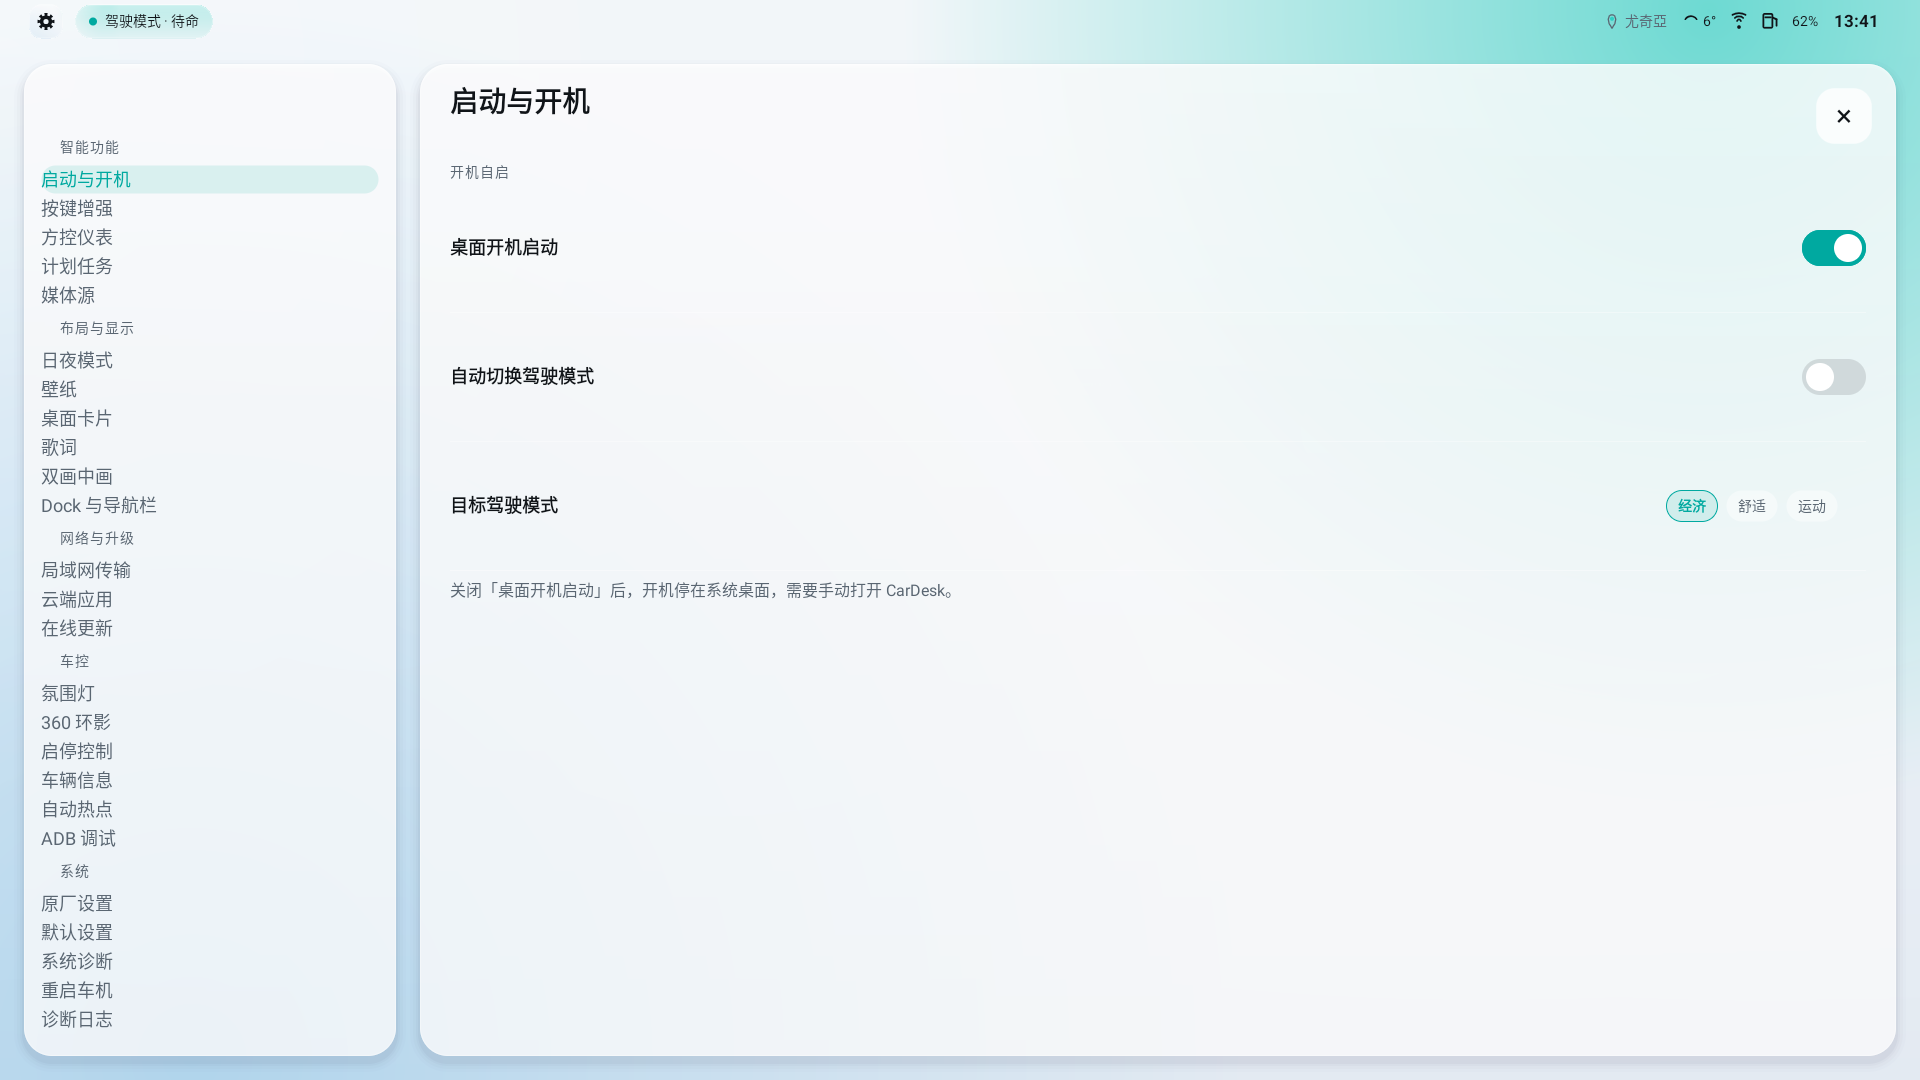 驾驶模式 · 待命
尤奇亞 6° 62% 13:41
智能功能
启动与开机
按键增强
方控仪表
计划任务
媒体源
布局与显示
日夜模式
壁纸
桌面卡片
歌词
双画中画
Dock 与导航栏
网络与升级
局域网传输
云端应用
在线更新
车控
氛围灯
360 环影
启停控制
车辆信息
自动热点
ADB 调试
系统
原厂设置
默认设置
系统诊断
重启车机
诊断日志
启动与开机
开机自启
桌面开机启动
自动切换驾驶模式
目标驾驶模式 经济 舒适 运动
关闭「桌面开机启动」后，开机停在系统桌面，需要手动打开 CarDesk。